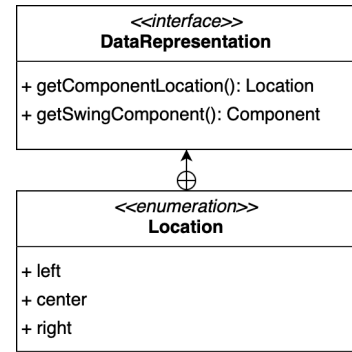 <<interface>>
DataRepresentation
+ getComponentLocation(): Location
+ getSwingComponent(): Component
<<enumeration>>
Location
+ left
+ center
+ right